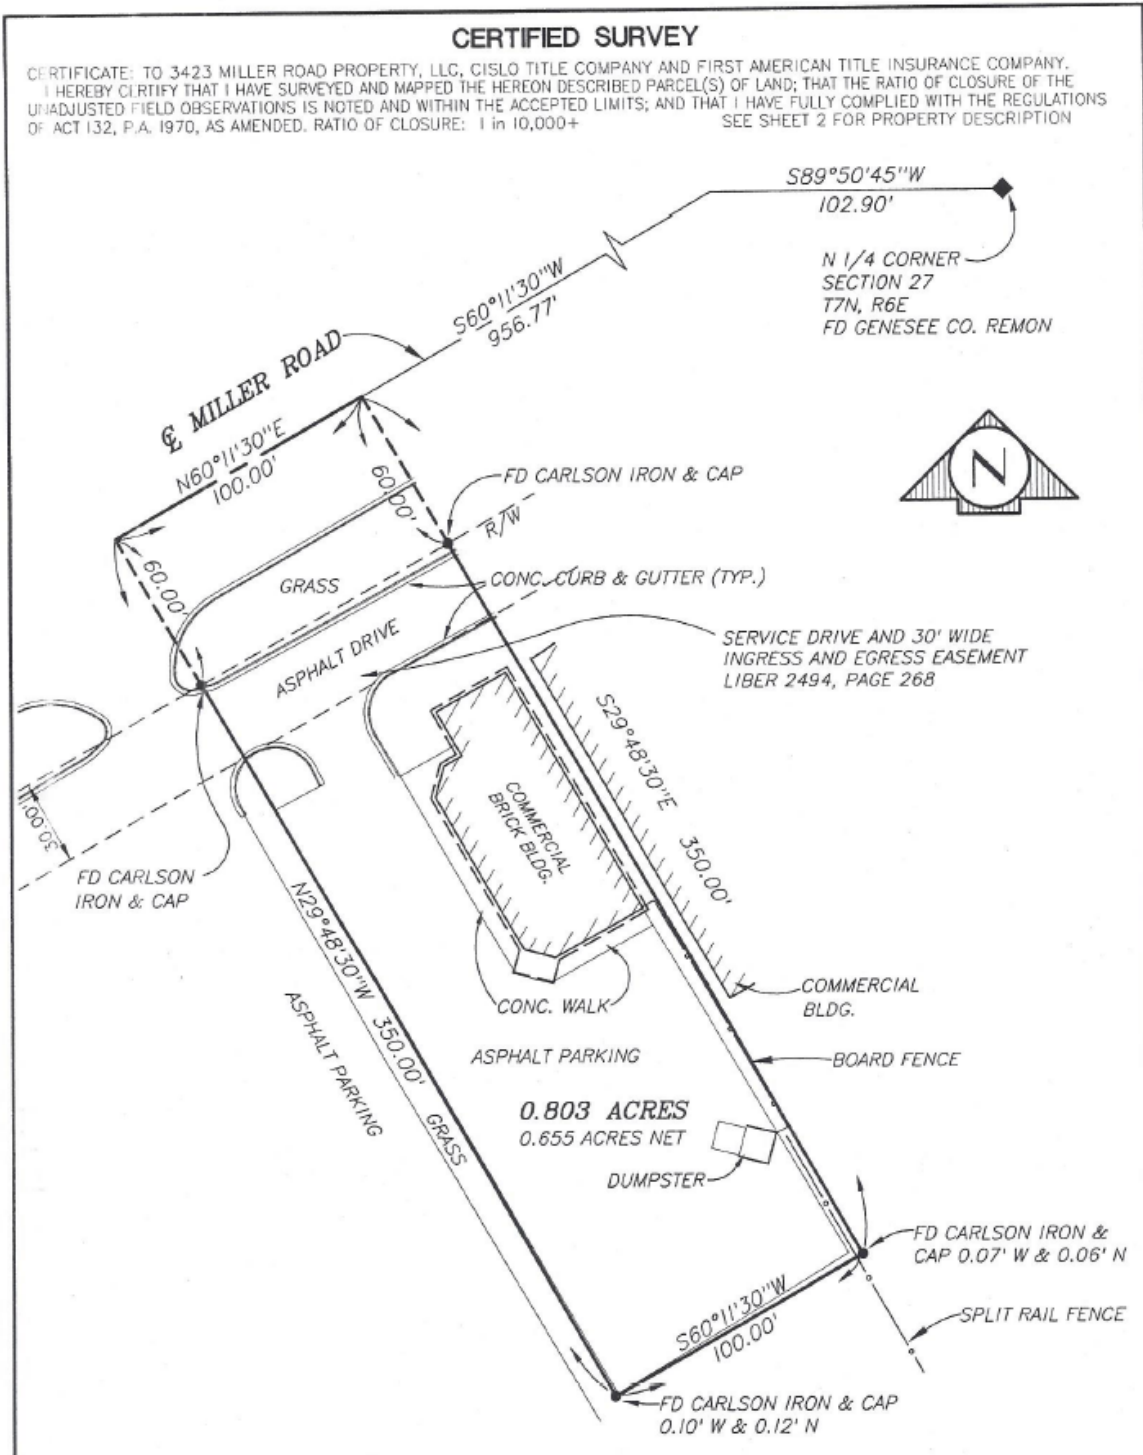 CERTIFIED SURVEY
CERTIFICATE: TO 3423 MILLER ROAD PROPERTY, LLC, CISLO TITLE COMPANY AND FIRST AMERICAN TITLE INSURANCE COMPANY.
I HEREBY CERTIFY THAT I HAVE SURVEYED AND MAPPED THE HEREON DESCRIBED PARCEL(S) OF LAND; THAT THE RATIO OF CLOSURE OF THE
UNADJUSTED FIELD OBSERVATIONS IS NOTED AND WITHIN THE ACCEPTED LIMITS; AND THAT I HAVE FULLY COMPLIED WITH THE REGULATIONS
OF ACT 132, P.A. 1970, AS AMENDED. RATIO OF CLOSURE: 1 in 10,000+ SEE SHEET 2 FOR PROPERTY DESCRIPTION
S89°50'45"W
102.90'
N 1/4 CORNER
SECTION 27
T7N, R6E
FD GENESEE CO. REMON
S60°11'30"W
956.77'
℄ MILLER ROAD
N60°11'30"E
100.00'
N
60.00'
FD CARLSON IRON & CAP
R/W
60.00'
GRASS
CONC. CURB & GUTTER (TYP.)
ASPHALT DRIVE
SERVICE DRIVE AND 30' WIDE
INGRESS AND EGRESS EASEMENT
LIBER 2494, PAGE 268
S29°48'30"E 350.00'
COMMERCIAL
BRICK BLDG.
30.00'
FD CARLSON
IRON & CAP
N29°48'30"W 350.00'
CONC. WALK
COMMERCIAL
BLDG.
ASPHALT PARKING
ASPHALT PARKING
BOARD FENCE
0.803 ACRES
0.655 ACRES NET
GRASS
DUMPSTER
FD CARLSON IRON &
CAP 0.07' W & 0.06' N
S60°11'30"W
100.00'
SPLIT RAIL FENCE
FD CARLSON IRON & CAP
0.10' W & 0.12' N